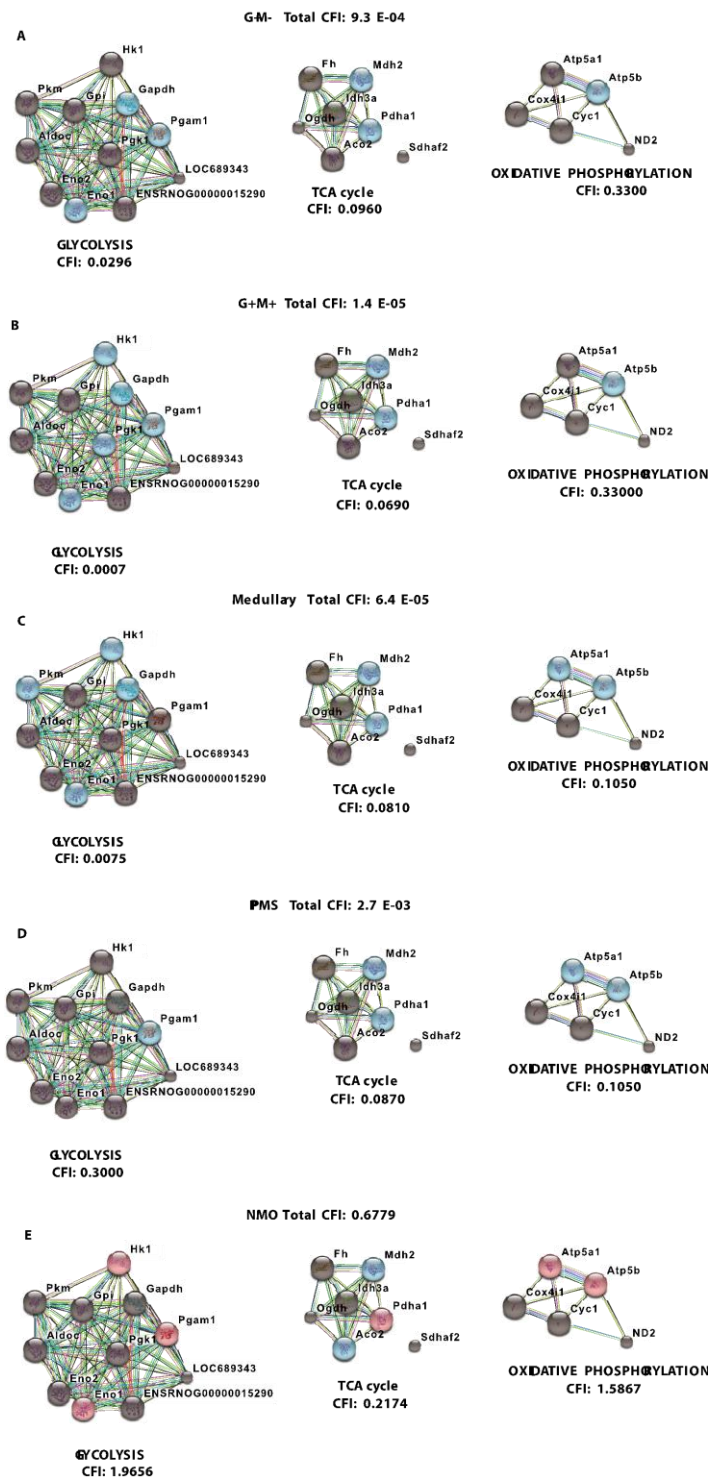 G-M- Total CFI: 9.3 E-04
A
Hk1
Pkm
Gpi
Gapdh
Pgam1
Aldoc
Pgk1
LOC689343
Eno2
Eno1
ENSRNOG00000015290
GLYCOLYSIS
CFI: 0.0296
Fh
Mdh2
Idh3a
Ogdh
Pdha1
Aco2
Sdhaf2
TCA cycle
CFI: 0.0960
Atp5a1
Atp5b
Cox4i1
Cyc1
ND2
OXIDATIVE PHOSPHORYLATION
CFI: 0.3300
G+M+ Total CFI: 1.4 E-05
B
Hk1
Pkm
Gpi
Gapdh
Pgam1
Aldoc
Pgk1
LOC689343
Eno2
Eno1
ENSRNOG00000015290
GLYCOLYSIS
CFI: 0.0007
Fh
Mdh2
Idh3a
Ogdh
Pdha1
Aco2
Sdhaf2
TCA cycle
CFI: 0.0690
Atp5a1
Atp5b
Cox4i1
Cyc1
ND2
OXIDATIVE PHOSPHORYLATION
CFI: 0.33000
Medullary Total CFI: 6.4 E-05
C
Hk1
Pkm
Gpi
Gapdh
Pgam1
Aldoc
Pgk1
LOC689343
Eno2
Eno1
ENSRNOG00000015290
GLYCOLYSIS
CFI: 0.0075
Fh
Mdh2
Idh3a
Ogdh
Pdha1
Aco2
Sdhaf2
TCA cycle
CFI: 0.0810
Atp5a1
Atp5b
Cox4i1
Cyc1
ND2
OXIDATIVE PHOSPHORYLATION
CFI: 0.1050
PPMS Total CFI: 2.7 E-03
D
Hk1
Pkm
Gpi
Gapdh
Pgam1
Aldoc
Pgk1
LOC689343
Eno2
Eno1
ENSRNOG00000015290
GLYCOLYSIS
CFI: 0.3000
Fh
Mdh2
Idh3a
Ogdh
Pdha1
Aco2
Sdhaf2
TCA cycle
CFI: 0.0870
Atp5a1
Atp5b
Cox4i1
Cyc1
ND2
OXIDATIVE PHOSPHORYLATION
CFI: 0.1050
NMO Total CFI: 0.6779
E
Hk1
Pkm
Gpi
Gapdh
Pgam1
Aldoc
Pgk1
LOC689343
Eno2
Eno1
ENSRNOG00000015290
GLYCOLYSIS
CFI: 1.9656
Fh
Mdh2
Idh3a
Ogdh
Pdha1
Aco2
Sdhaf2
TCA cycle
CFI: 0.2174
Atp5a1
Atp5b
Cox4i1
Cyc1
ND2
OXIDATIVE PHOSPHORYLATION
CFI: 1.5867